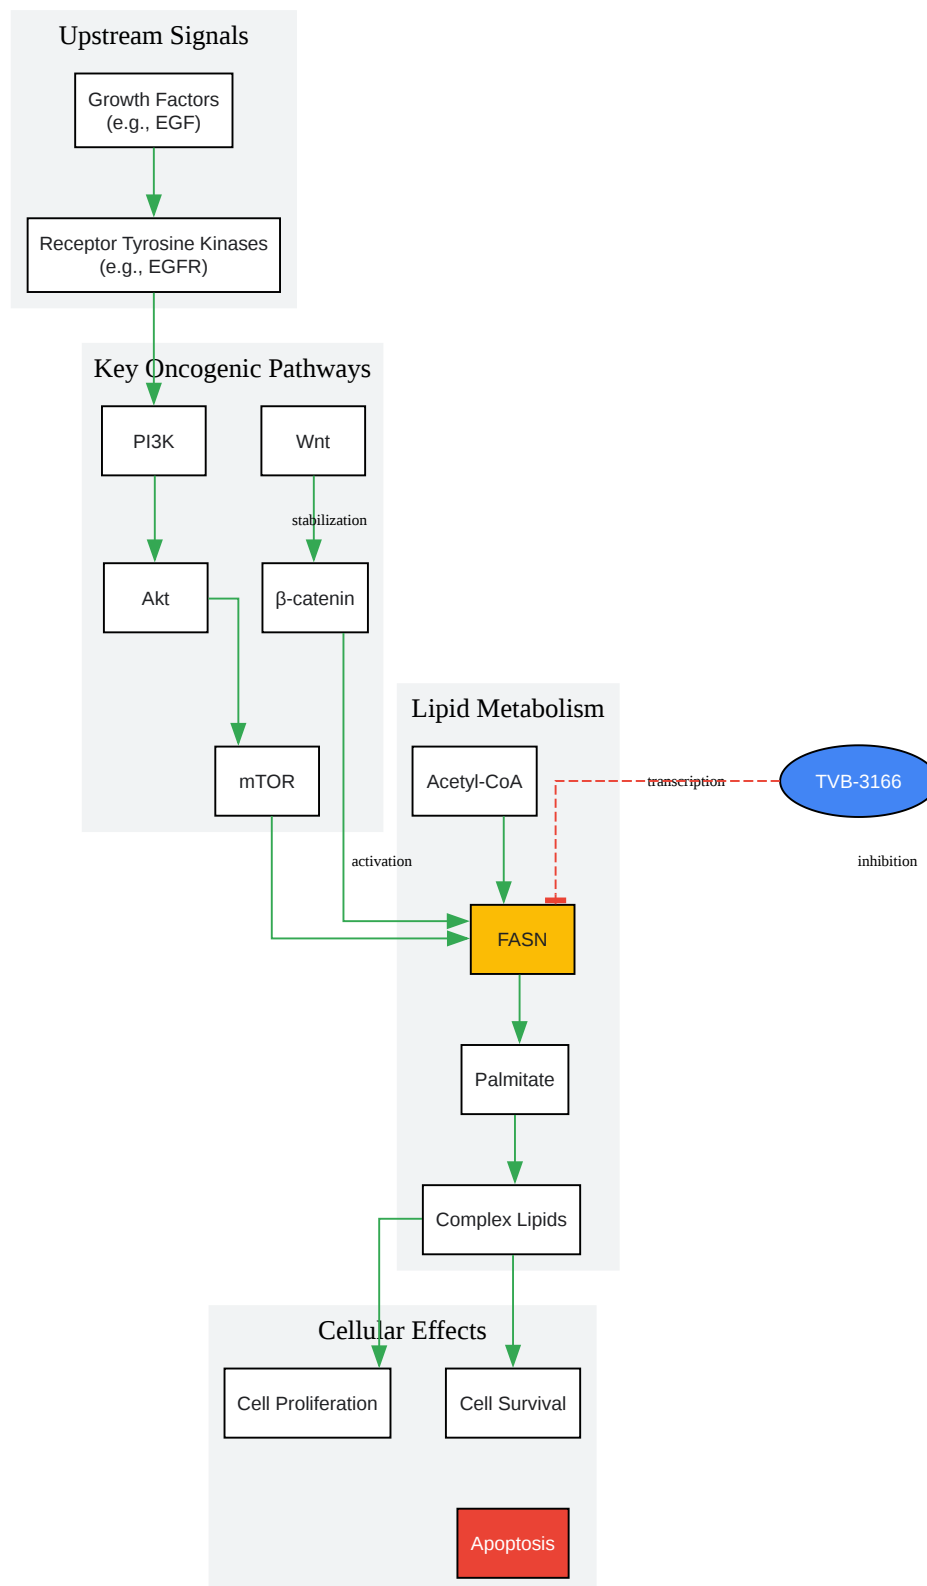 Upstream Signals
Growth Factors
(e.g., EGF)
Receptor Tyrosine Kinases
(e.g., EGFR)
Key Oncogenic Pathways
PI3K
Wnt
stabilization
Akt
β-catenin
Lipid Metabolism
mTOR
Acetyl-CoA
transcription
TVB-3166
activation
inhibition
FASN
Palmitate
Complex Lipids
Cellular Effects
Cell Proliferation
Cell Survival
Apoptosis